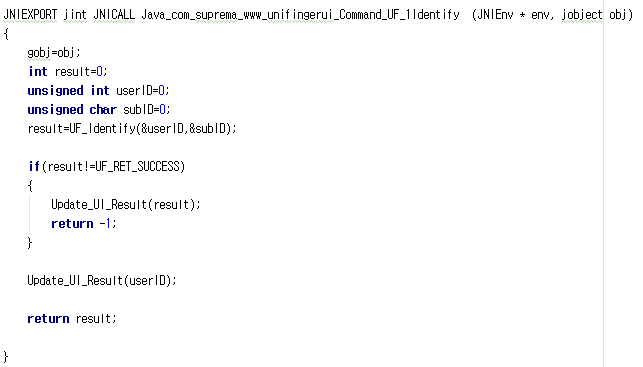 JNIEXPORT jint JNICALL Java_com_suprema_www_unifingerui_Command_UF_1Identify (JNIEnv * env, jobject obj)
{
gobj=obj;
int result=0;
unsigned int userID=0;
unsigned char subID=0;
result=UF_Identify(&userID,&subID);
if(result!=UF_RET_SUCCESS)
{
Update_UI_Result(result);
return -1;
}
Update_UI_Result(userID);
return result;
}